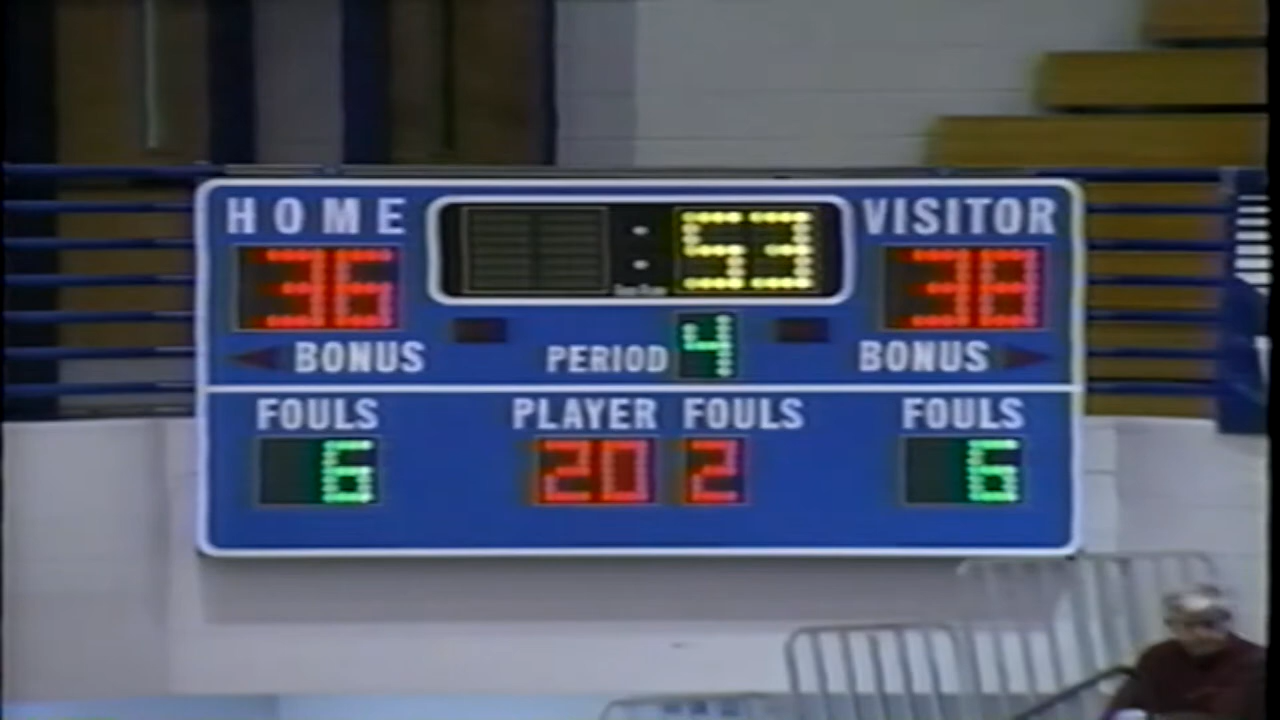 HOME :53 VISITOR
36 38
BONUS PERIOD 4 BONUS
FOULS PLAYER FOULS FOULS
6 20 2 6